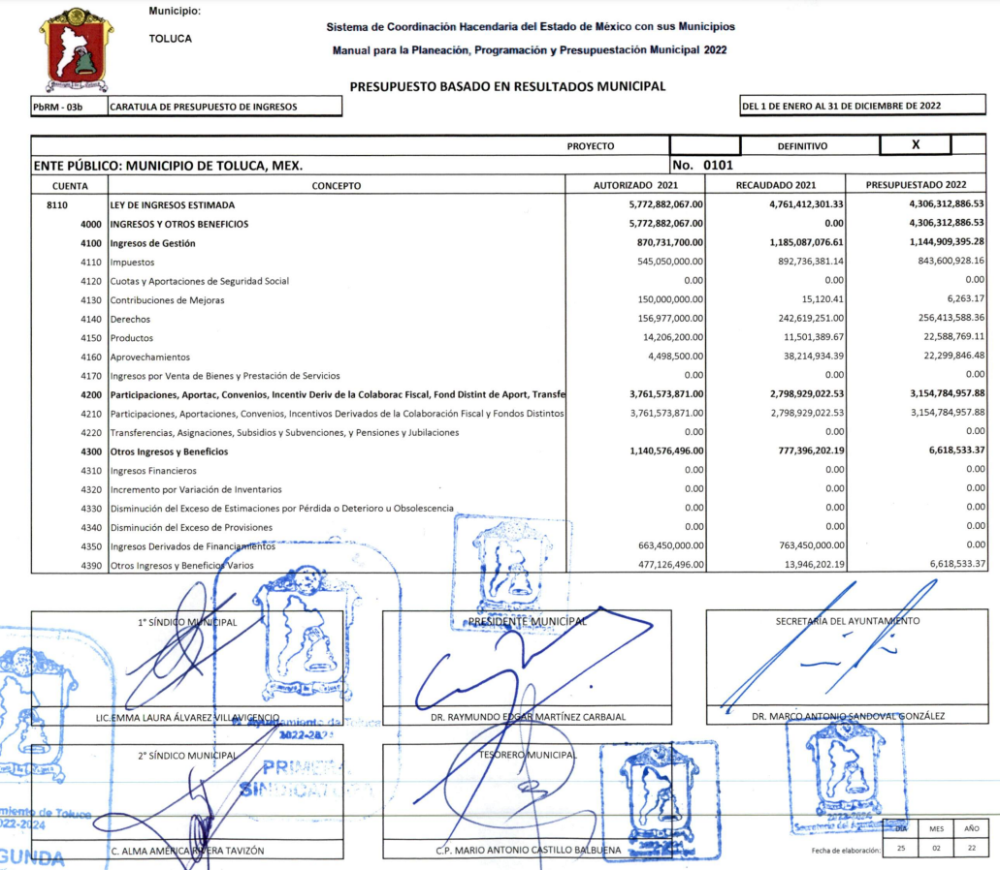 Municipio:
TOLUCA
Sistema de Coordinación Hacendaria del Estado de México con sus Municipios
Manual para la Planeación, Programación y Presupuestación Municipal 2022
PRESUPUESTO BASADO EN RESULTADOS MUNICIPAL
PbRM - 03b CARATULA DE PRESUPUESTO DE INGRESOS DEL 1 DE ENERO AL 31 DE DICIEMBRE DE 2022
PROYECTO DEFINITIVO X
ENTE PÚBLICO: MUNICIPIO DE TOLUCA, MEX. No. 0101
CUENTA CONCEPTO AUTORIZADO 2021 RECAUDADO 2021 PRESUPUESTADO 2022
8110 LEY DE INGRESOS ESTIMADA 5,772,882,067.00 4,761,412,301.33 4,306,312,886.53
4000 INGRESOS Y OTROS BENEFICIOS 5,772,882,067.00 0.00 4,306,312,886.53
4100 Ingresos de Gestión 870,731,700.00 1,185,087,076.61 1,144,909,395.28
4110 Impuestos 545,050,000.00 892,736,381.14 843,600,928.16
4120 Cuotas y Aportaciones de Seguridad Social 0.00 0.00 0.00
4130 Contribuciones de Mejoras 150,000,000.00 15,120.41 6,263.17
4140 Derechos 156,977,000.00 242,619,251.00 256,413,588.36
4150 Productos 14,206,200.00 11,501,389.67 22,588,769.11
4160 Aprovechamientos 4,498,500.00 38,214,934.39 22,299,846.48
4170 Ingresos por Venta de Bienes y Prestación de Servicios 0.00 0.00 0.00
4200 Participaciones, Aportac, Convenios, Incentiv Deriv de la Colaborac Fiscal, Fond Distint de Aport, Transfe 3,761,573,871.00 2,798,929,022.53 3,154,784,957.88
4210 Participaciones, Aportaciones, Convenios, Incentivos Derivados de la Colaboración Fiscal y Fondos Distintos 3,761,573,871.00 2,798,929,022.53 3,154,784,957.88
4220 Transferencias, Asignaciones, Subsidios y Subvenciones, y Pensiones y Jubilaciones 0.00 0.00 0.00
4300 Otros Ingresos y Beneficios 1,140,576,496.00 777,396,202.19 6,618,533.37
4310 Ingresos Financieros 0.00 0.00 0.00
4320 Incremento por Variación de Inventarios 0.00 0.00 0.00
4330 Disminución del Exceso de Estimaciones por Pérdida o Deterioro u Obsolescencia 0.00 0.00 0.00
4340 Disminución del Exceso de Provisiones 0.00 0.00 0.00
4350 Ingresos Derivados de Financiamientos 663,450,000.00 763,450,000.00 0.00
4390 Otros Ingresos y Beneficios Varios 477,126,496.00 13,946,202.19 6,618,533.37
1° SÍNDICO MUNICIPAL PRESIDENTE MUNICIPAL SECRETARÍA DEL AYUNTAMIENTO
LIC.EMMA LAURA ÁLVAREZ VILLAVICENCIO DR. RAYMUNDO EDGAR MARTÍNEZ CARBAJAL DR. MARCO ANTONIO SANDOVAL GONZÁLEZ
Ayuntamiento de Toluca
2° SÍNDICO MUNICIPAL TESORERO MUNICIPAL
PRIMERA
SINDICATURA
miento de Toluca
022-2024
GUNDA
C. ALMA AMÉRICA RIVERA TAVIZÓN C.P. MARIO ANTONIO CASTILLO BALBUENA
DÍA MES AÑO
Fecha de elaboración: 25 02 22